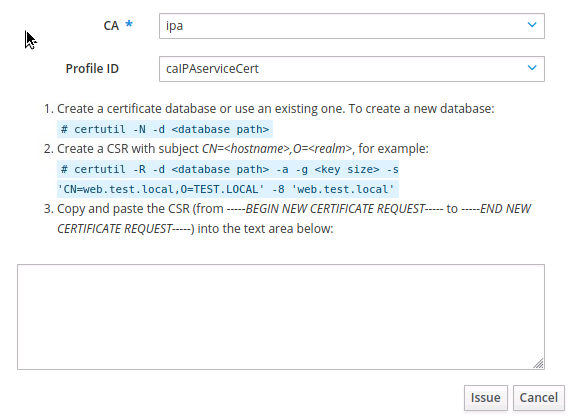 CA *
ipa
Profile ID
caIPAserviceCert
1. Create a certificate database or use an existing one. To create a new database:
# certutil -N -d <database path>
2. Create a CSR with subject CN=<hostname>,O=<realm>, for example:
# certutil -R -d <database path> -a -g <key size> -s
'CN=web.test.local,O=TEST.LOCAL' -8 'web.test.local'
3. Copy and paste the CSR (from -----BEGIN NEW CERTIFICATE REQUEST----- to -----END NEW
CERTIFICATE REQUEST-----) into the text area below:
Issue
Cancel